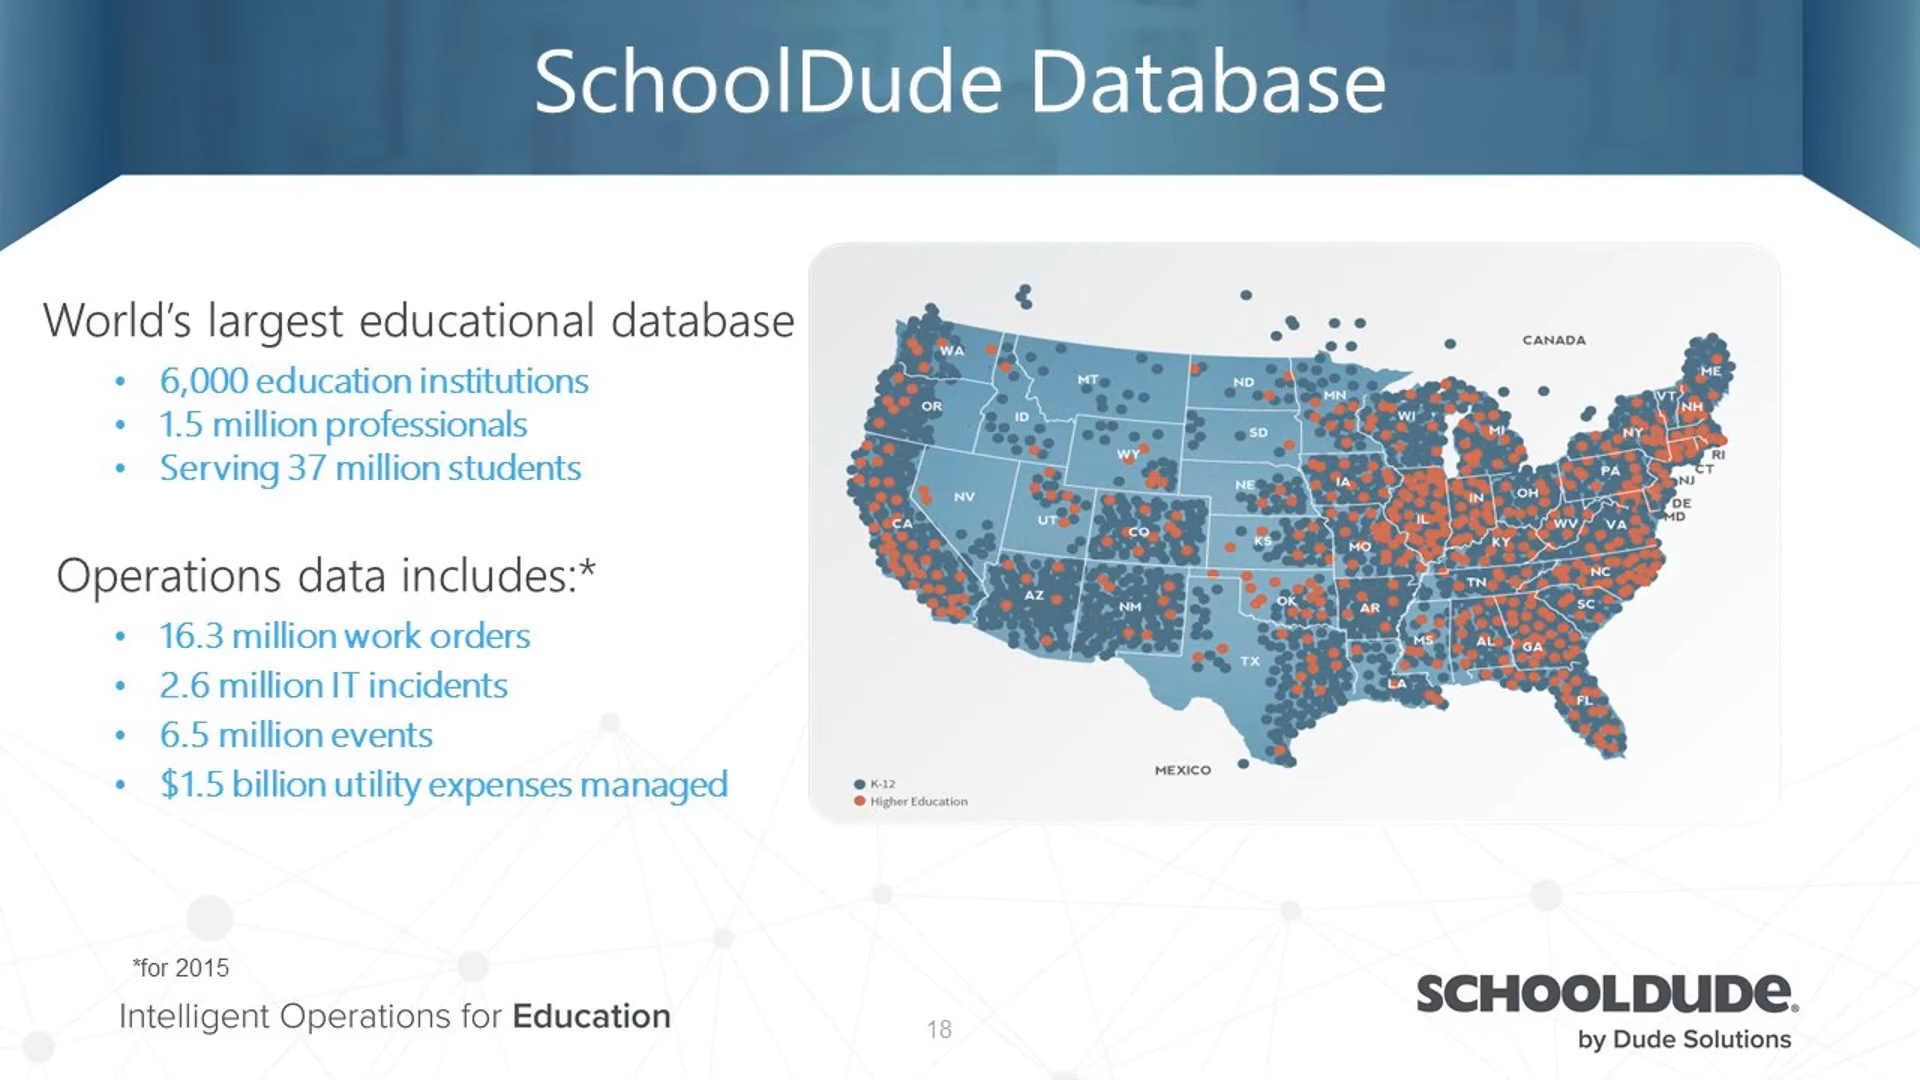 SchoolDude Database
World's largest educational database
• 6,000 education institutions
• 1.5 million professionals
• Serving 37 million students
Operations data includes:*
• 16.3 million work orders
• 2.6 million IT incidents
• 6.5 million events
• $1.5 billion utility expenses managed
CANADA
WA
MT
ND
MN
OR
ID
SD
WI
MI
ME
VT
NH
NY
WY
NE
IA
PA
RI
CT
NJ
NV
UT
CO
KS
MO
IL
IN
OH
WV
VA
DE
MD
CA
KY
AZ
NM
OK
AR
TN
NC
SC
TX
LA
MS
AL
GA
FL
MEXICO
K-12
Higher Education
*for 2015
Intelligent Operations for Education
18
SCHOOLDUDE®
by Dude Solutions